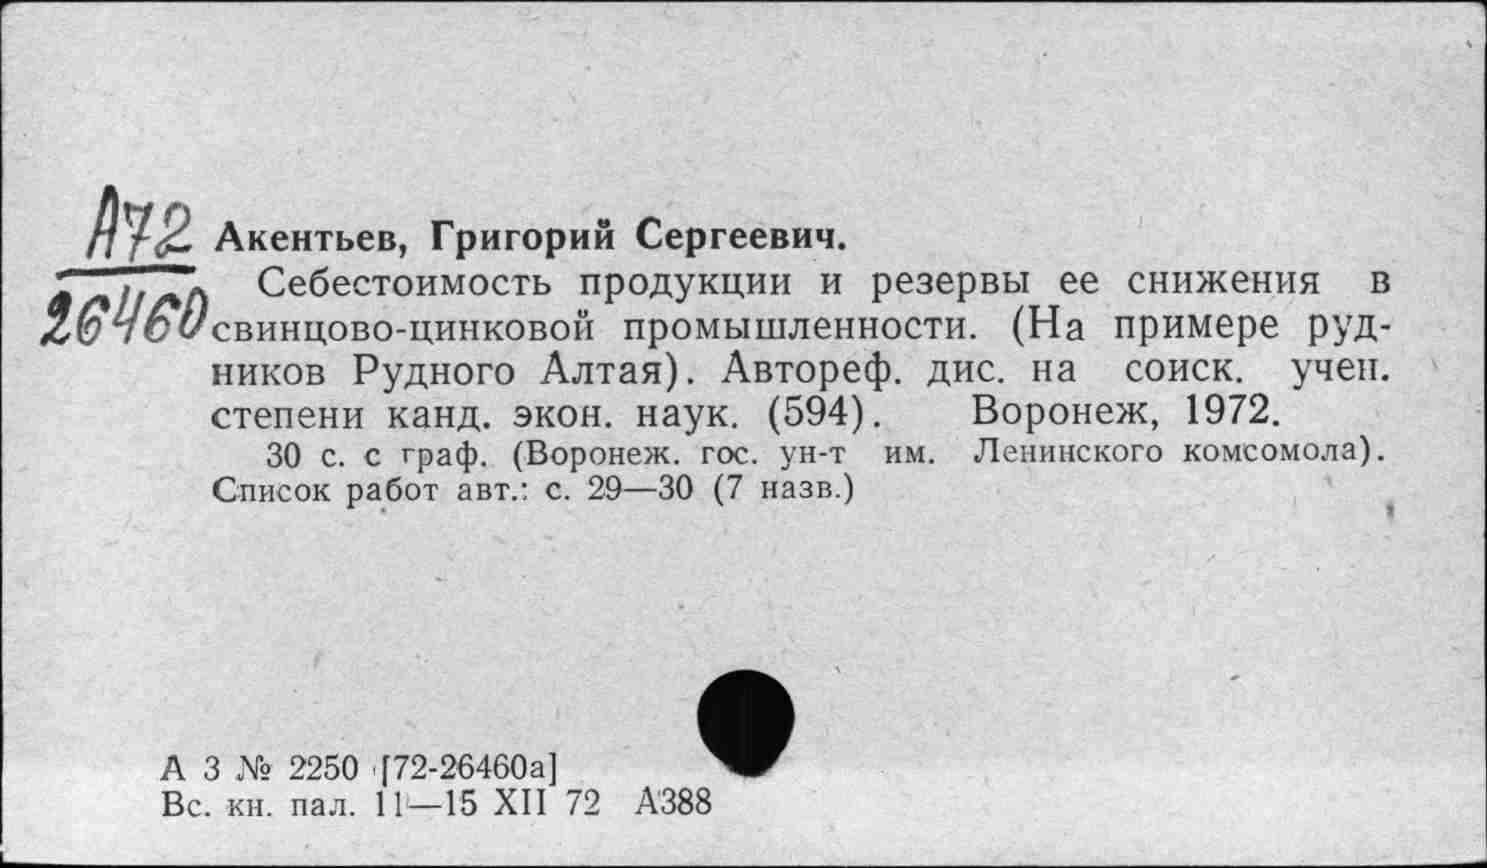 А72
26460
Акентьев, Григорий Сергеевич.
Себестоимость продукции и резервы ее снижения в
свинцово-цинковой промышленности. (На примере руд-
ников Рудного Алтая). Автореф. дис. на соиск. учен.
степени канд. экон. наук. (594). Воронеж, 1972.
30 с. с граф. (Воронеж. гос. ун-т им. Ленинского комсомола).
Список работ авт.: с. 29—30 (7 назв.)
А 3 № 2250 [72-26460а]
Вс. кн. пал. 11—15 XII 72 А388